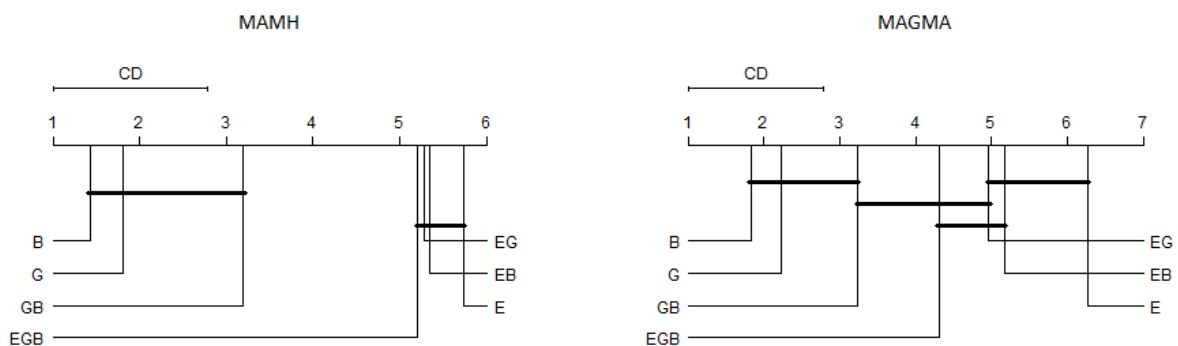 MAMH
CD
1 2 3 4 5 6
B EG
G EB
GB E
EGB
MAGMA
CD
1 2 3 4 5 6 7
B EG
G EB
GB E
EGB